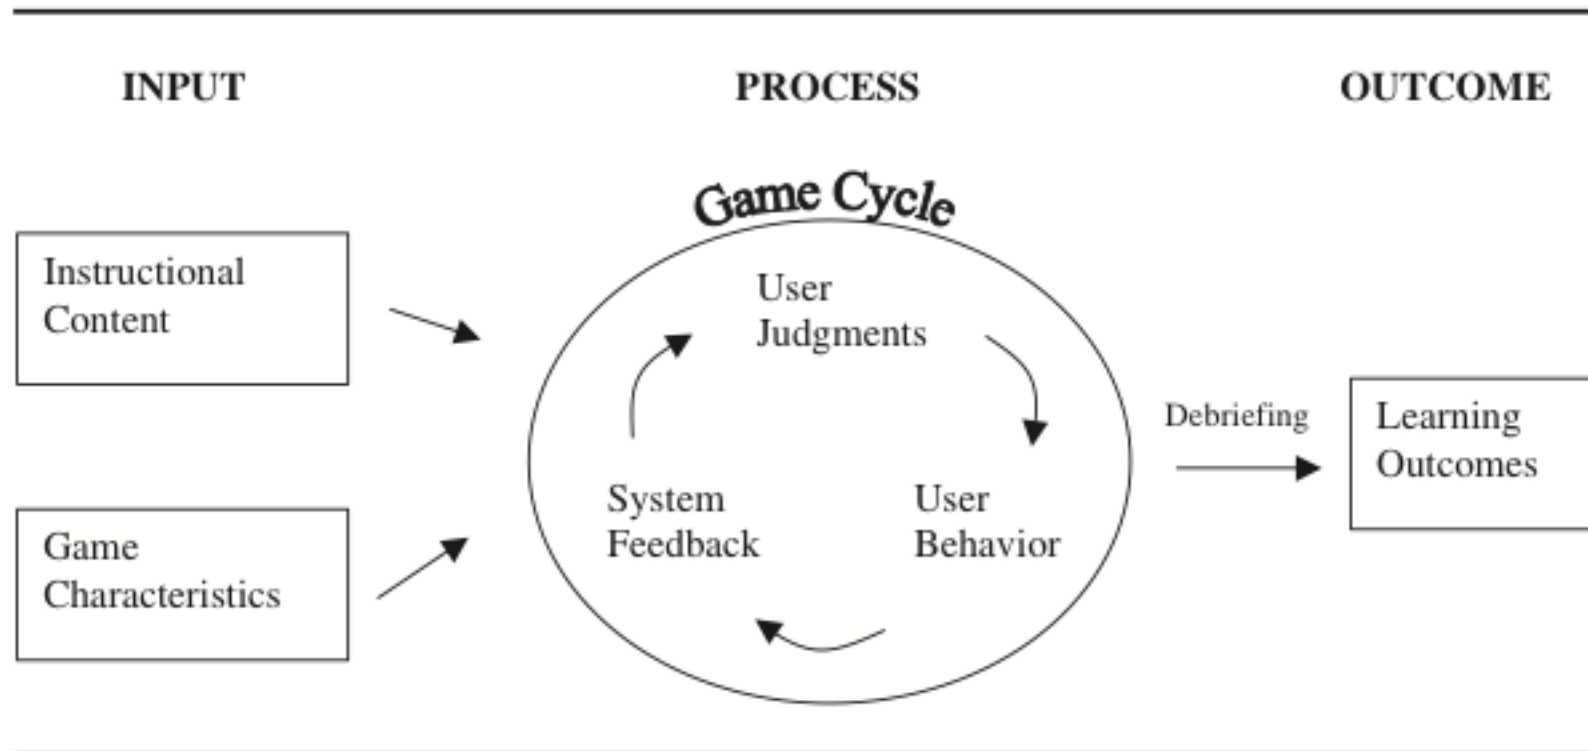 INPUT
PROCESS
OUTCOME
Game Cycle
Instructional
Content
Game
Characteristics
User
Judgments
System
Feedback
User
Behavior
Debriefing
Learning
Outcomes